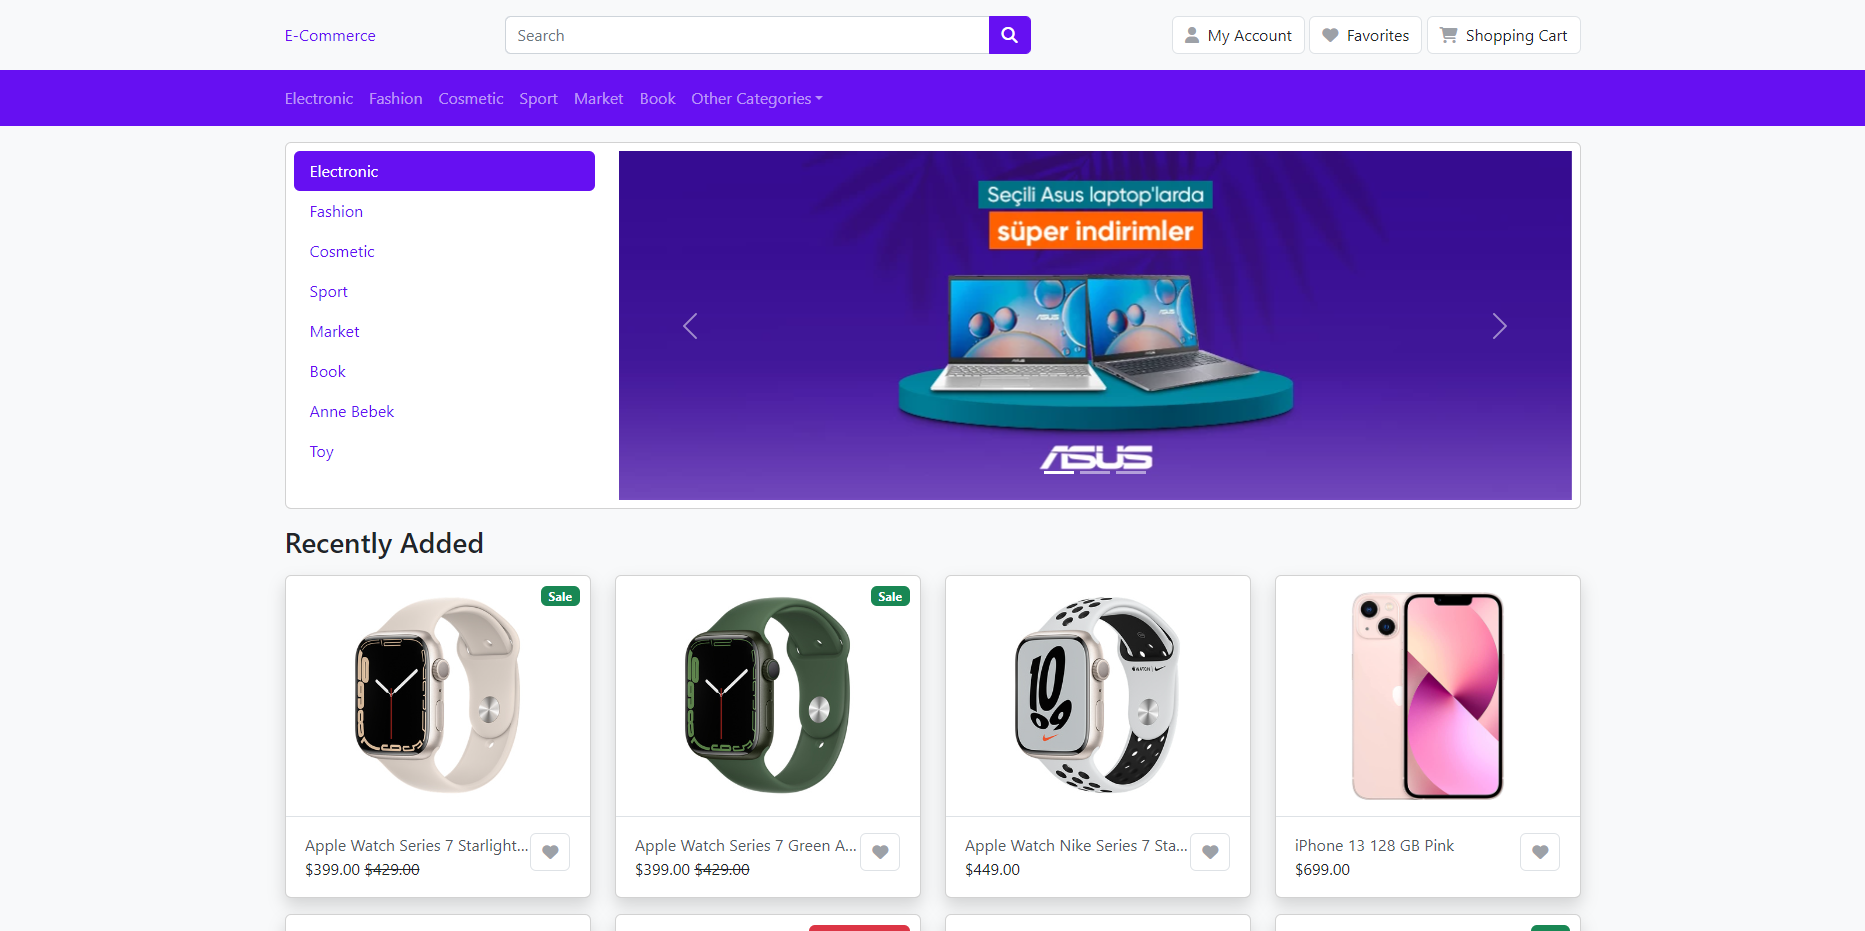 E-Commerce
Search
My Account
Favorites
Shopping Cart
Electronic
Fashion
Cosmetic
Sport
Market
Book
Other Categories
Electronic
Fashion
Cosmetic
Sport
Market
Book
Anne Bebek
Toy
Seçili Asus laptop'larda
süper indirimler
ASUS
Recently Added
Sale
Sale
10
09
WATCH
Apple Watch Series 7 Starlight...
$399.00 $429.00
Apple Watch Series 7 Green A...
$399.00 $429.00
Apple Watch Nike Series 7 Sta...
$449.00
iPhone 13 128 GB Pink
$699.00